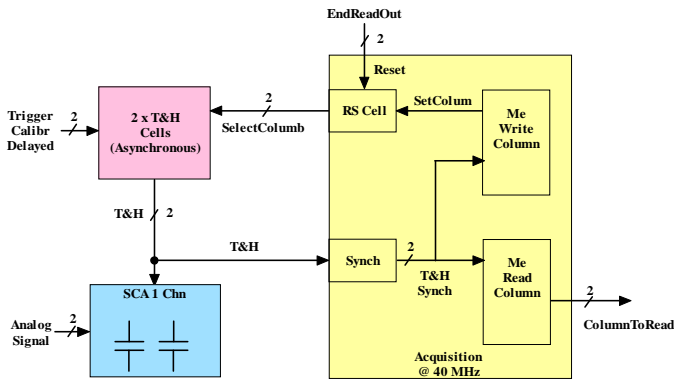 EndReadOut
2
Reset
2 x T&H
Cells
(Asynchronous)
2
SelectColumb
RS Cell
SetColum
Me
Write
Column
Trigger
Calibr
Delayed
2
T&H
2
T&H
Synch
2
T&H
Synch
Me
Read
Column
2
ColumnToRead
SCA 1 Chn
Analog
Signal
2
Acquisition
@ 40 MHz